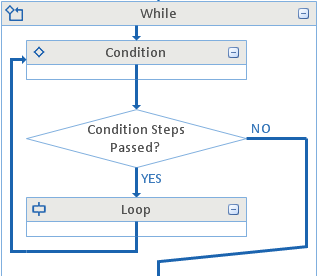 While
Condition
Condition Steps
Passed?
NO
YES
Loop